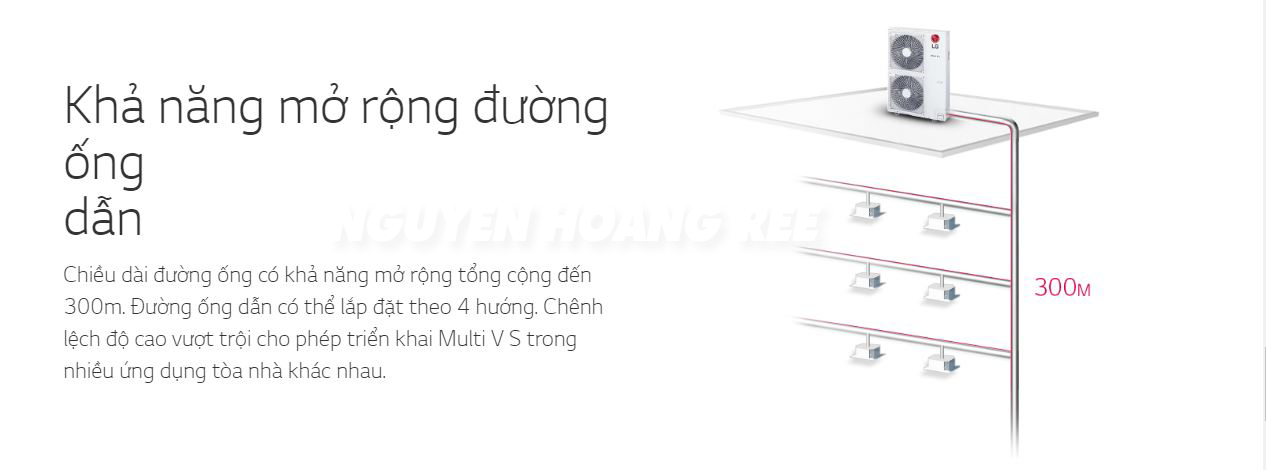 Khả năng mở rộng đường
ống
dẫn
NGUYEN HOANG REE
Chiều dài đường ống có khả năng mở rộng tổng cộng đến
300m. Đường ống dẫn có thể lắp đặt theo 4 hướng. Chênh
lệch độ cao vượt trội cho phép triển khai Multi V S trong
nhiều ứng dụng tòa nhà khác nhau.
LG
300M